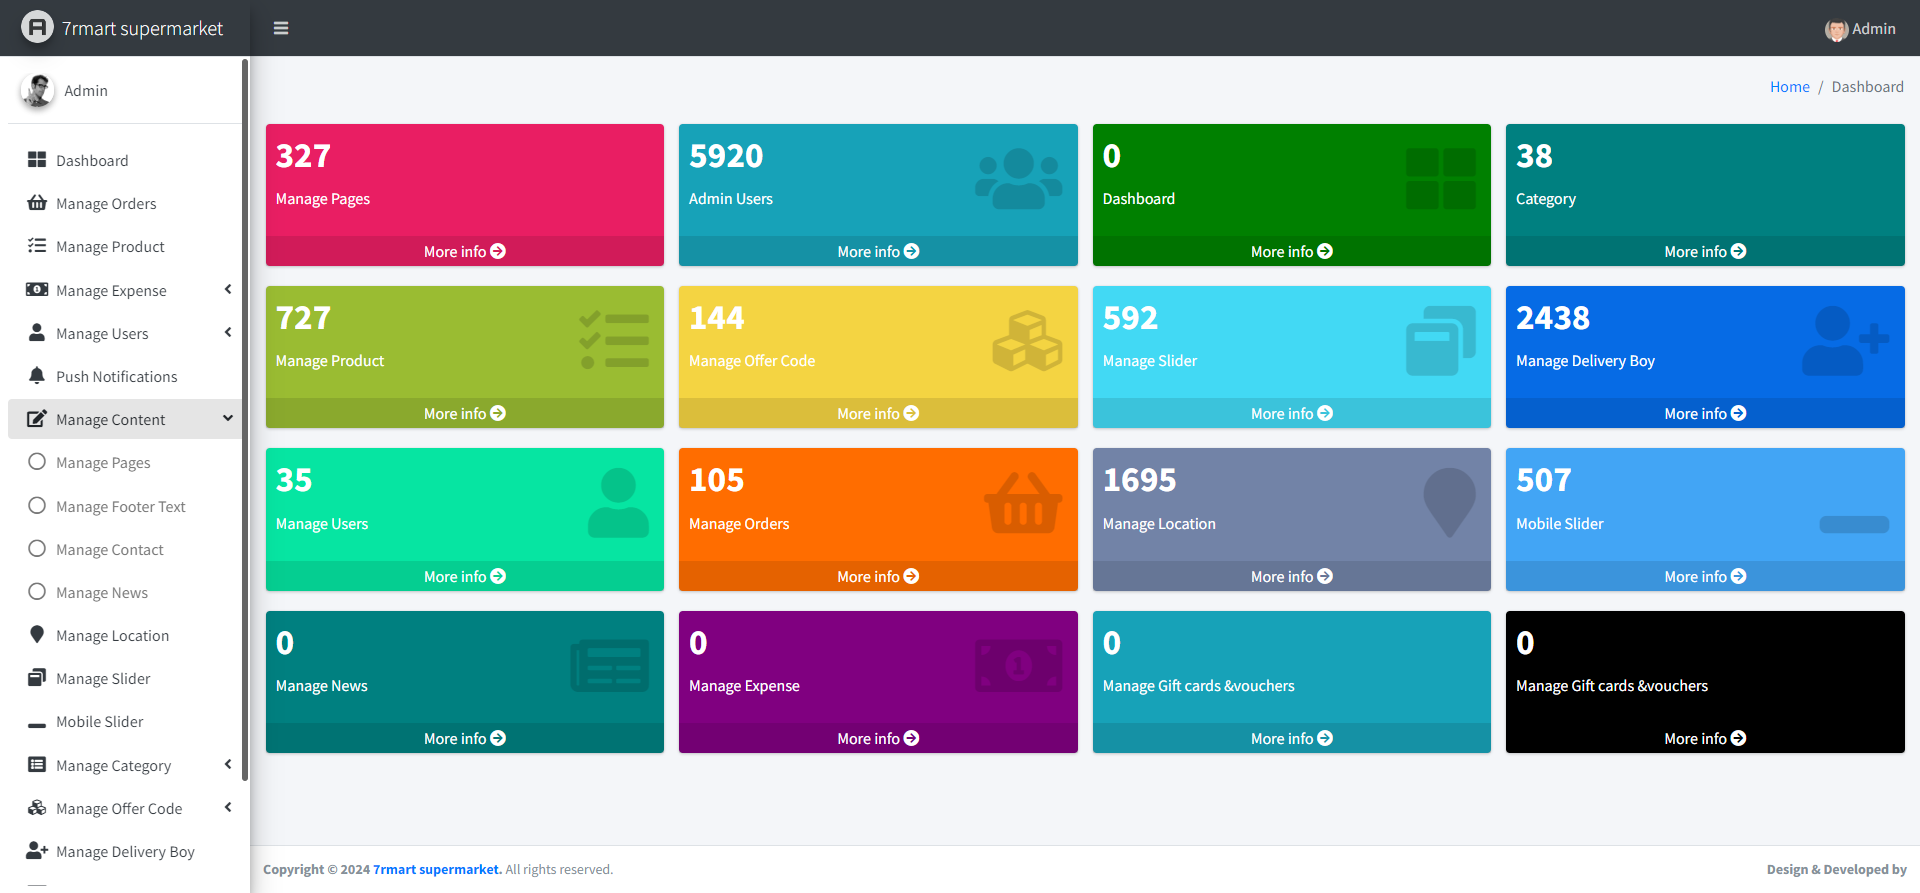 7rmart supermarket
Admin
Admin
Home / Dashboard
Dashboard
Manage Orders
Manage Product
Manage Expense
Manage Users
Push Notifications
Manage Content
Manage Pages
Manage Footer Text
Manage Contact
Manage News
Manage Location
Manage Slider
Mobile Slider
Manage Category
Manage Offer Code
Manage Delivery Boy
327
Manage Pages
More info
5920
Admin Users
More info
0
Dashboard
More info
38
Category
More info
727
Manage Product
More info
144
Manage Offer Code
More info
592
Manage Slider
More info
2438
Manage Delivery Boy
More info
35
Manage Users
More info
105
Manage Orders
More info
1695
Manage Location
More info
507
Mobile Slider
More info
0
Manage News
More info
0
Manage Expense
More info
0
Manage Gift cards &vouchers
More info
0
Manage Gift cards &vouchers
More info
Copyright © 2024 7rmart supermarket. All rights reserved.
Design & Developed by